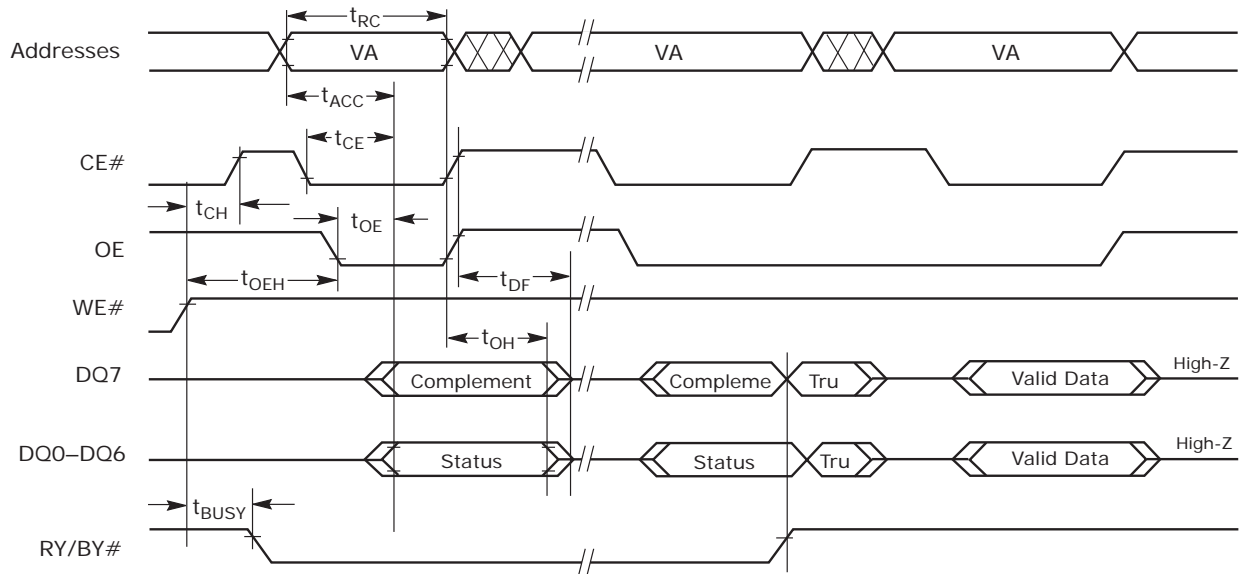 tRC
Addresses VA VA VA
tACC
tCE
CE#
tCH tOE
OE
tOEH tDF
WE#
tOH
DQ7 Complement Compleme Tru Valid Data High-Z
DQ0–DQ6 Status Status Tru Valid Data High-Z
tBUSY
RY/BY#